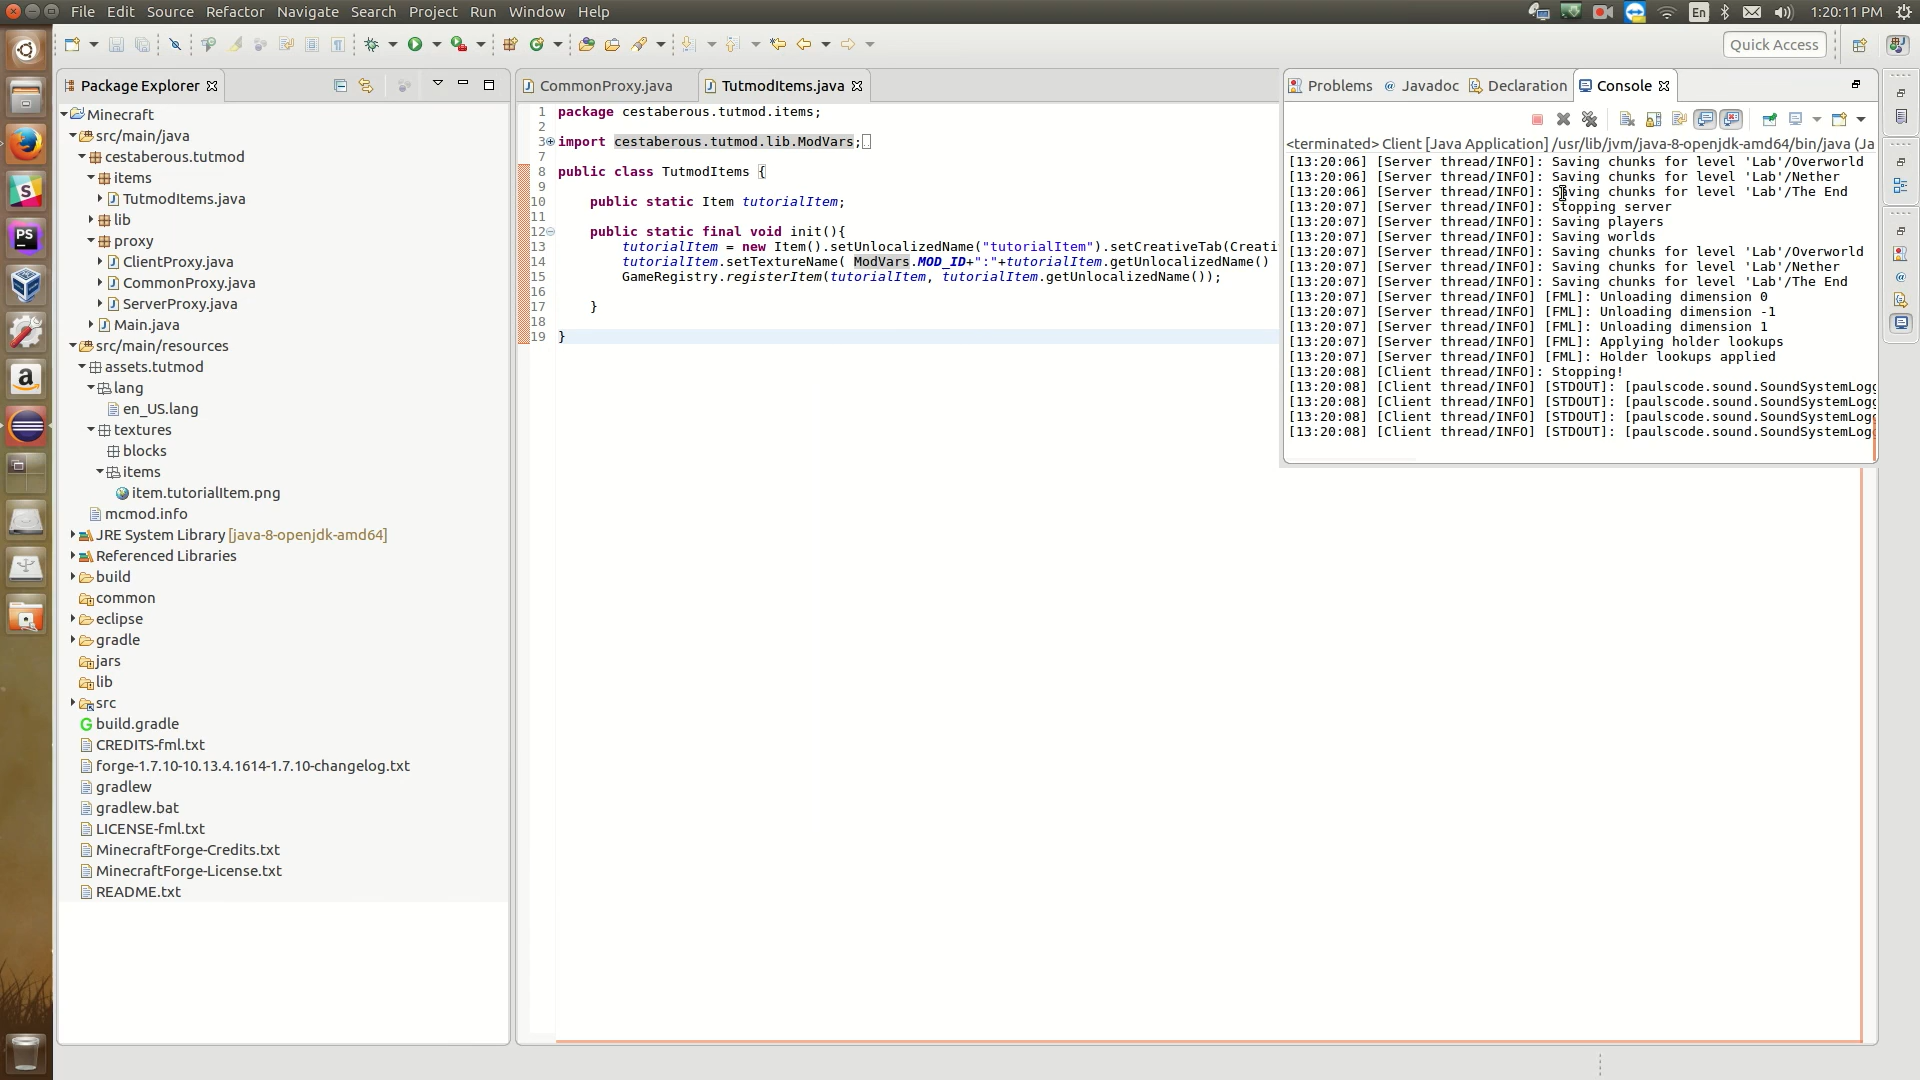 File Edit Source Refactor Navigate Search Project Run Window Help
En 1:20:11 PM
Quick Access
Package Explorer
Minecraft
src/main/java
cestaberous.tutmod
items
TutmodItems.java
lib
proxy
ClientProxy.java
CommonProxy.java
ServerProxy.java
Main.java
src/main/resources
assets.tutmod
lang
en_US.lang
textures
blocks
items
item.tutorialItem.png
mcmod.info
JRE System Library [java-8-openjdk-amd64]
Referenced Libraries
build
common
eclipse
gradle
jars
lib
src
build.gradle
CREDITS-fml.txt
forge-1.7.10-10.13.4.1614-1.7.10-changelog.txt
gradlew
gradlew.bat
LICENSE-fml.txt
MinecraftForge-Credits.txt
MinecraftForge-License.txt
README.txt
CommonProxy.java TutmodItems.java
1 package cestaberous.tutmod.items;
2
3 import cestaberous.tutmod.lib.ModVars;
7
8 public class TutmodItems {
9
10 public static Item tutorialItem;
11
12 public static final void init(){
13 tutorialItem = new Item().setUnlocalizedName("tutorialItem").setCreativeTab(Creati
14 tutorialItem.setTextureName( ModVars.MOD_ID+":"+tutorialItem.getUnlocalizedName()
15 GameRegistry.registerItem(tutorialItem, tutorialItem.getUnlocalizedName());
16
17 }
18
19 }
Problems Javadoc Declaration Console
<terminated> Client [Java Application] /usr/lib/jvm/java-8-openjdk-amd64/bin/java (Ja
[13:20:06] [Server thread/INFO]: Saving chunks for level 'Lab'/Overworld
[13:20:06] [Server thread/INFO]: Saving chunks for level 'Lab'/Nether
[13:20:06] [Server thread/INFO]: Saving chunks for level 'Lab'/The End
[13:20:07] [Server thread/INFO]: Stopping server
[13:20:07] [Server thread/INFO]: Saving players
[13:20:07] [Server thread/INFO]: Saving worlds
[13:20:07] [Server thread/INFO]: Saving chunks for level 'Lab'/Overworld
[13:20:07] [Server thread/INFO]: Saving chunks for level 'Lab'/Nether
[13:20:07] [Server thread/INFO]: Saving chunks for level 'Lab'/The End
[13:20:07] [Server thread/INFO] [FML]: Unloading dimension 0
[13:20:07] [Server thread/INFO] [FML]: Unloading dimension -1
[13:20:07] [Server thread/INFO] [FML]: Unloading dimension 1
[13:20:07] [Server thread/INFO] [FML]: Applying holder lookups
[13:20:07] [Server thread/INFO] [FML]: Holder lookups applied
[13:20:08] [Client thread/INFO]: Stopping!
[13:20:08] [Client thread/INFO] [STDOUT]: [paulscode.sound.SoundSystemLogg
[13:20:08] [Client thread/INFO] [STDOUT]: [paulscode.sound.SoundSystemLogg
[13:20:08] [Client thread/INFO] [STDOUT]: [paulscode.sound.SoundSystemLogg
[13:20:08] [Client thread/INFO] [STDOUT]: [paulscode.sound.SoundSystemLogg